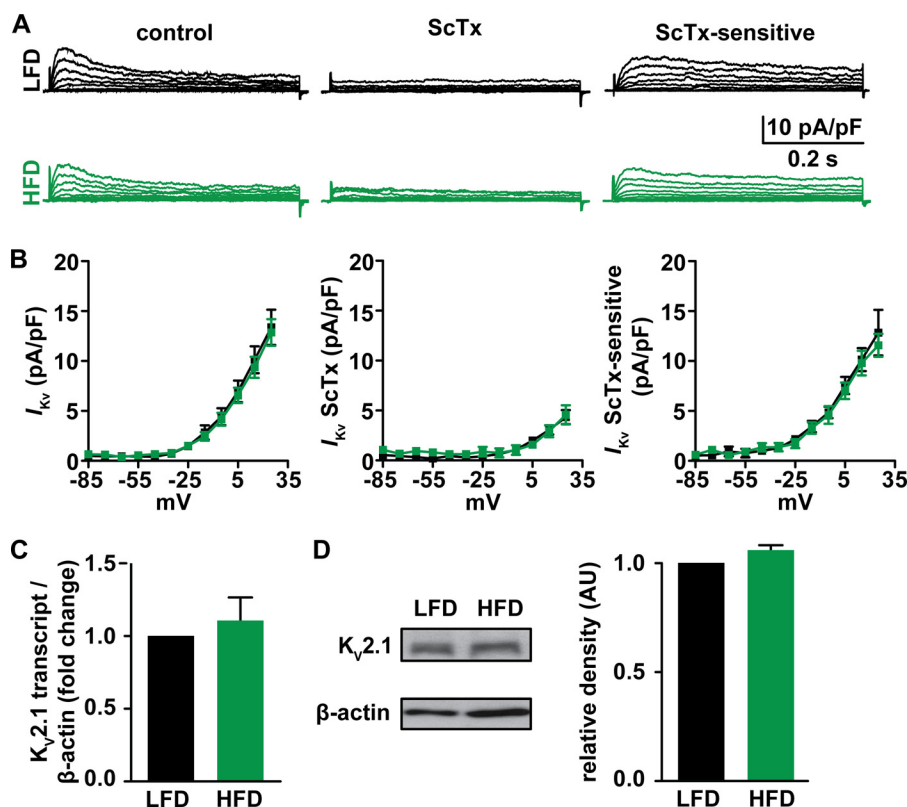 A
control
ScTx
ScTx-sensitive
LFD
10 pA/pF
0.2 s
HFD
B
20
15
10
5
0
-85 -55 -25 5 35
mV
I Kv (pA/pF)
20
15
10
5
0
-85 -55 -25 5 35
mV
I Kv ScTx (pA/pF)
20
15
10
5
0
-85 -55 -25 5 35
mV
I Kv ScTx-sensitive
(pA/pF)
C
KV2.1 transcript /
β-actin (fold change)
1.5
1.0
0.5
0.0
LFD HFD
D
LFD HFD
KV2.1
β-actin
relative density (AU)
1.0
0.5
0.0
LFD HFD